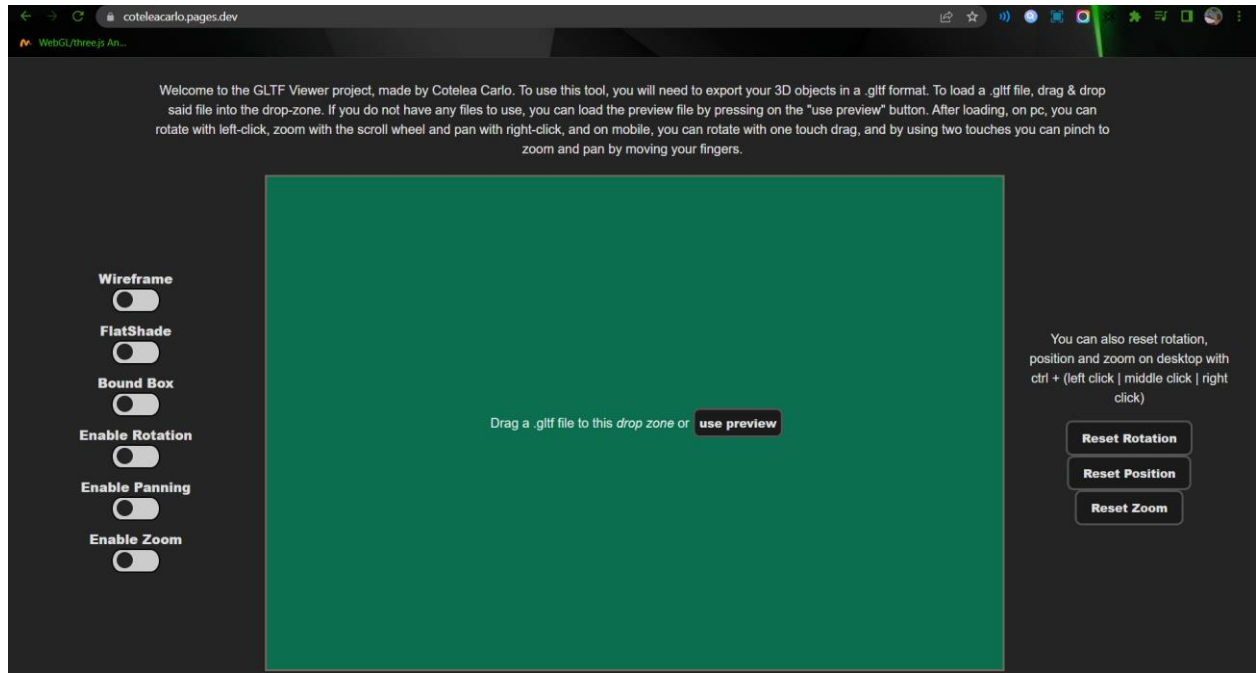 coteleacarlo.pages.dev
WebGL/three.js An...
Welcome to the GLTF Viewer project, made by Cotelea Carlo. To use this tool, you will need to export your 3D objects in a .gltf format. To load a .gltf file, drag & drop
said file into the drop-zone. If you do not have any files to use, you can load the preview file by pressing on the "use preview" button. After loading, on pc, you can
rotate with left-click, zoom with the scroll wheel and pan with right-click, and on mobile, you can rotate with one touch drag, and by using two touches you can pinch to
zoom and pan by moving your fingers.
Wireframe
FlatShade
Bound Box
Enable Rotation
Enable Panning
Enable Zoom
Drag a .gltf file to this drop zone or use preview
You can also reset rotation,
position and zoom on desktop with
ctrl + (left click | middle click | right
click)
Reset Rotation
Reset Position
Reset Zoom